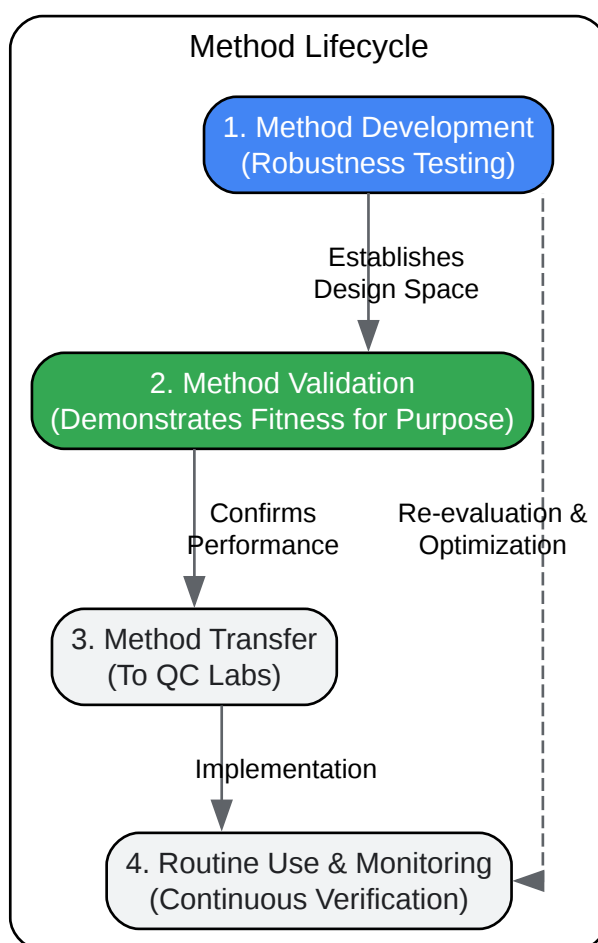 Method Lifecycle
1. Method Development
(Robustness Testing)
Establishes
Design Space
2. Method Validation
(Demonstrates Fitness for Purpose)
Confirms
Performance
Re-evaluation &
Optimization
3. Method Transfer
(To QC Labs)
Implementation
4. Routine Use & Monitoring
(Continuous Verification)